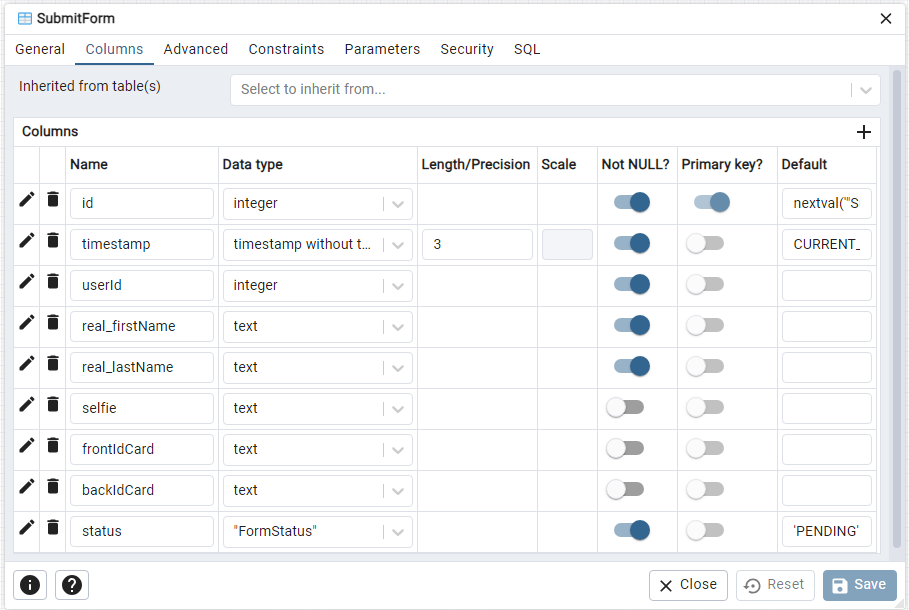 SubmitForm
General Columns Advanced Constraints Parameters Security SQL
Inherited from table(s) Select to inherit from...
Columns
Name Data type Length/Precision Scale Not NULL? Primary key? Default
id integer nextval('"S
timestamp timestamp without t... 3 CURRENT_
userId integer
real_firstName text
real_lastName text
selfie text
frontIdCard text
backIdCard text
status "FormStatus" 'PENDING'
Close Reset Save